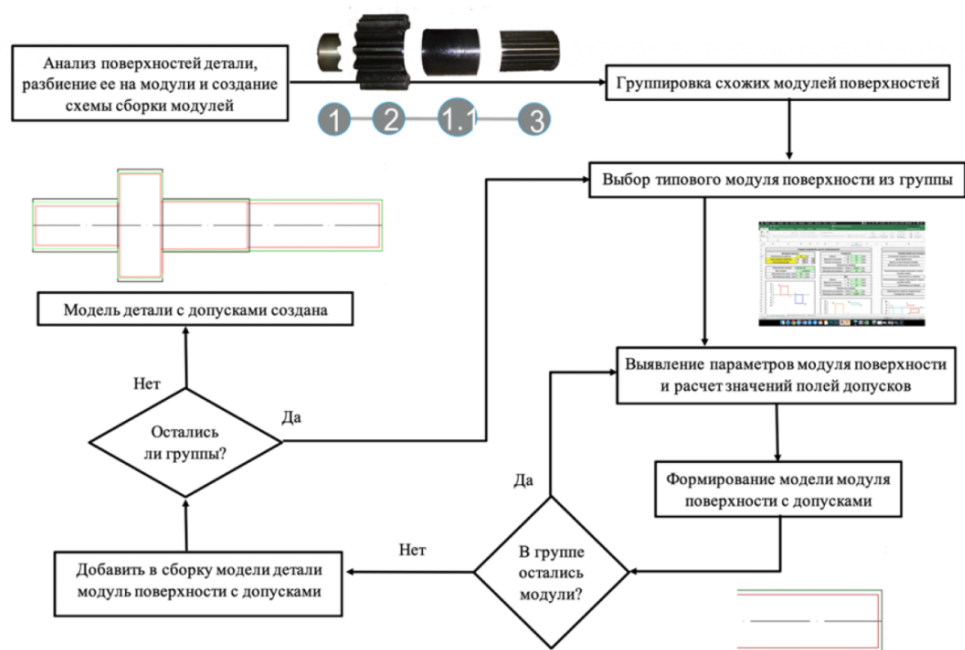 Анализ поверхностей детали,
разбиение ее на модули и создание
схемы сборки модулей
1 2 1.1 3
Группировка схожих модулей поверхностей
Выбор типового модуля поверхности из группы
Модель детали с допусками создана
Выявление параметров модуля поверхности
и расчет значений полей допусков
Нет
Да
Остались
ли группы?
Формирование модели модуля
поверхности с допусками
Да
Нет
В группе
остались
модули?
Добавить в сборку модели детали
модуль поверхности с допусками